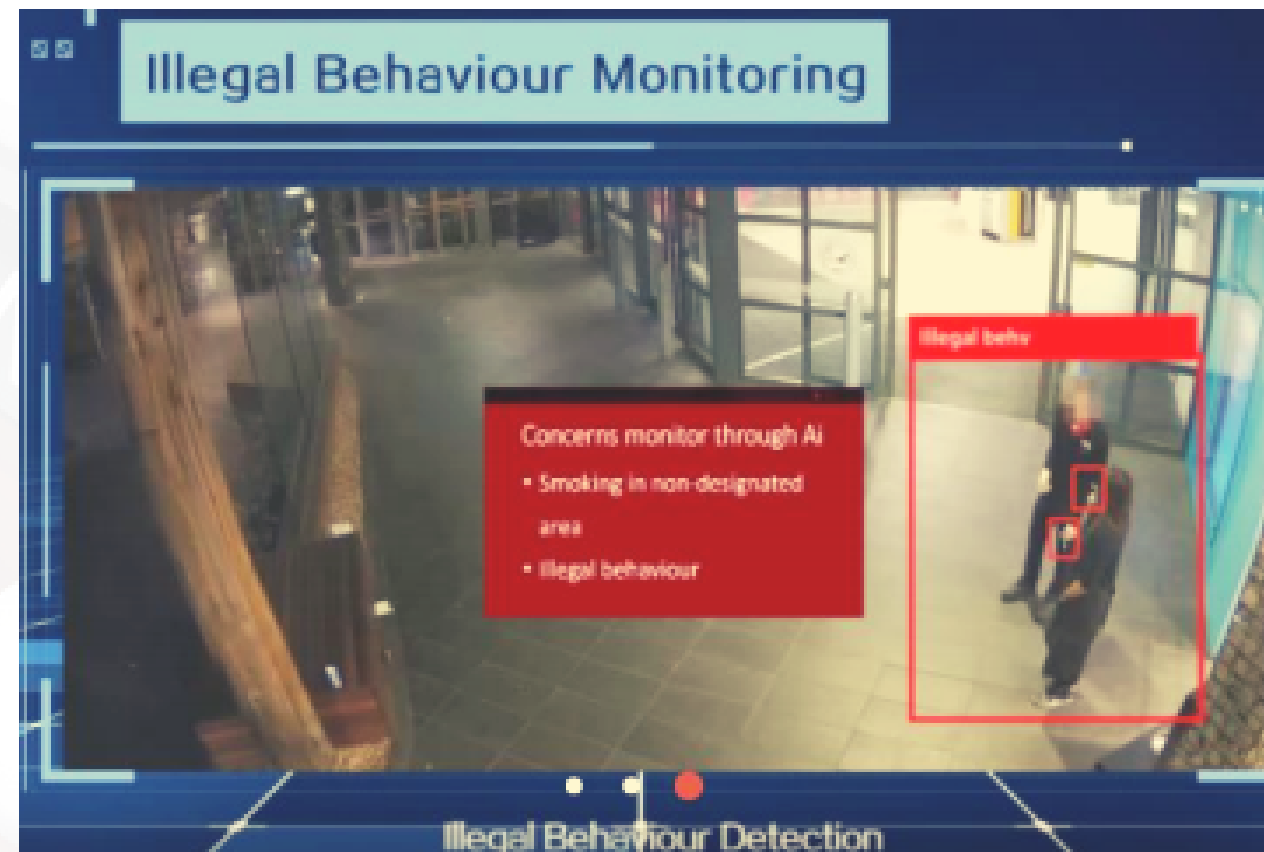 Illegal Behaviour Monitoring
Illegal behv
Concerns monitor through Ai
• Smoking in non-designated
area
• Illegal behaviour
Illegal Behaviour Detection